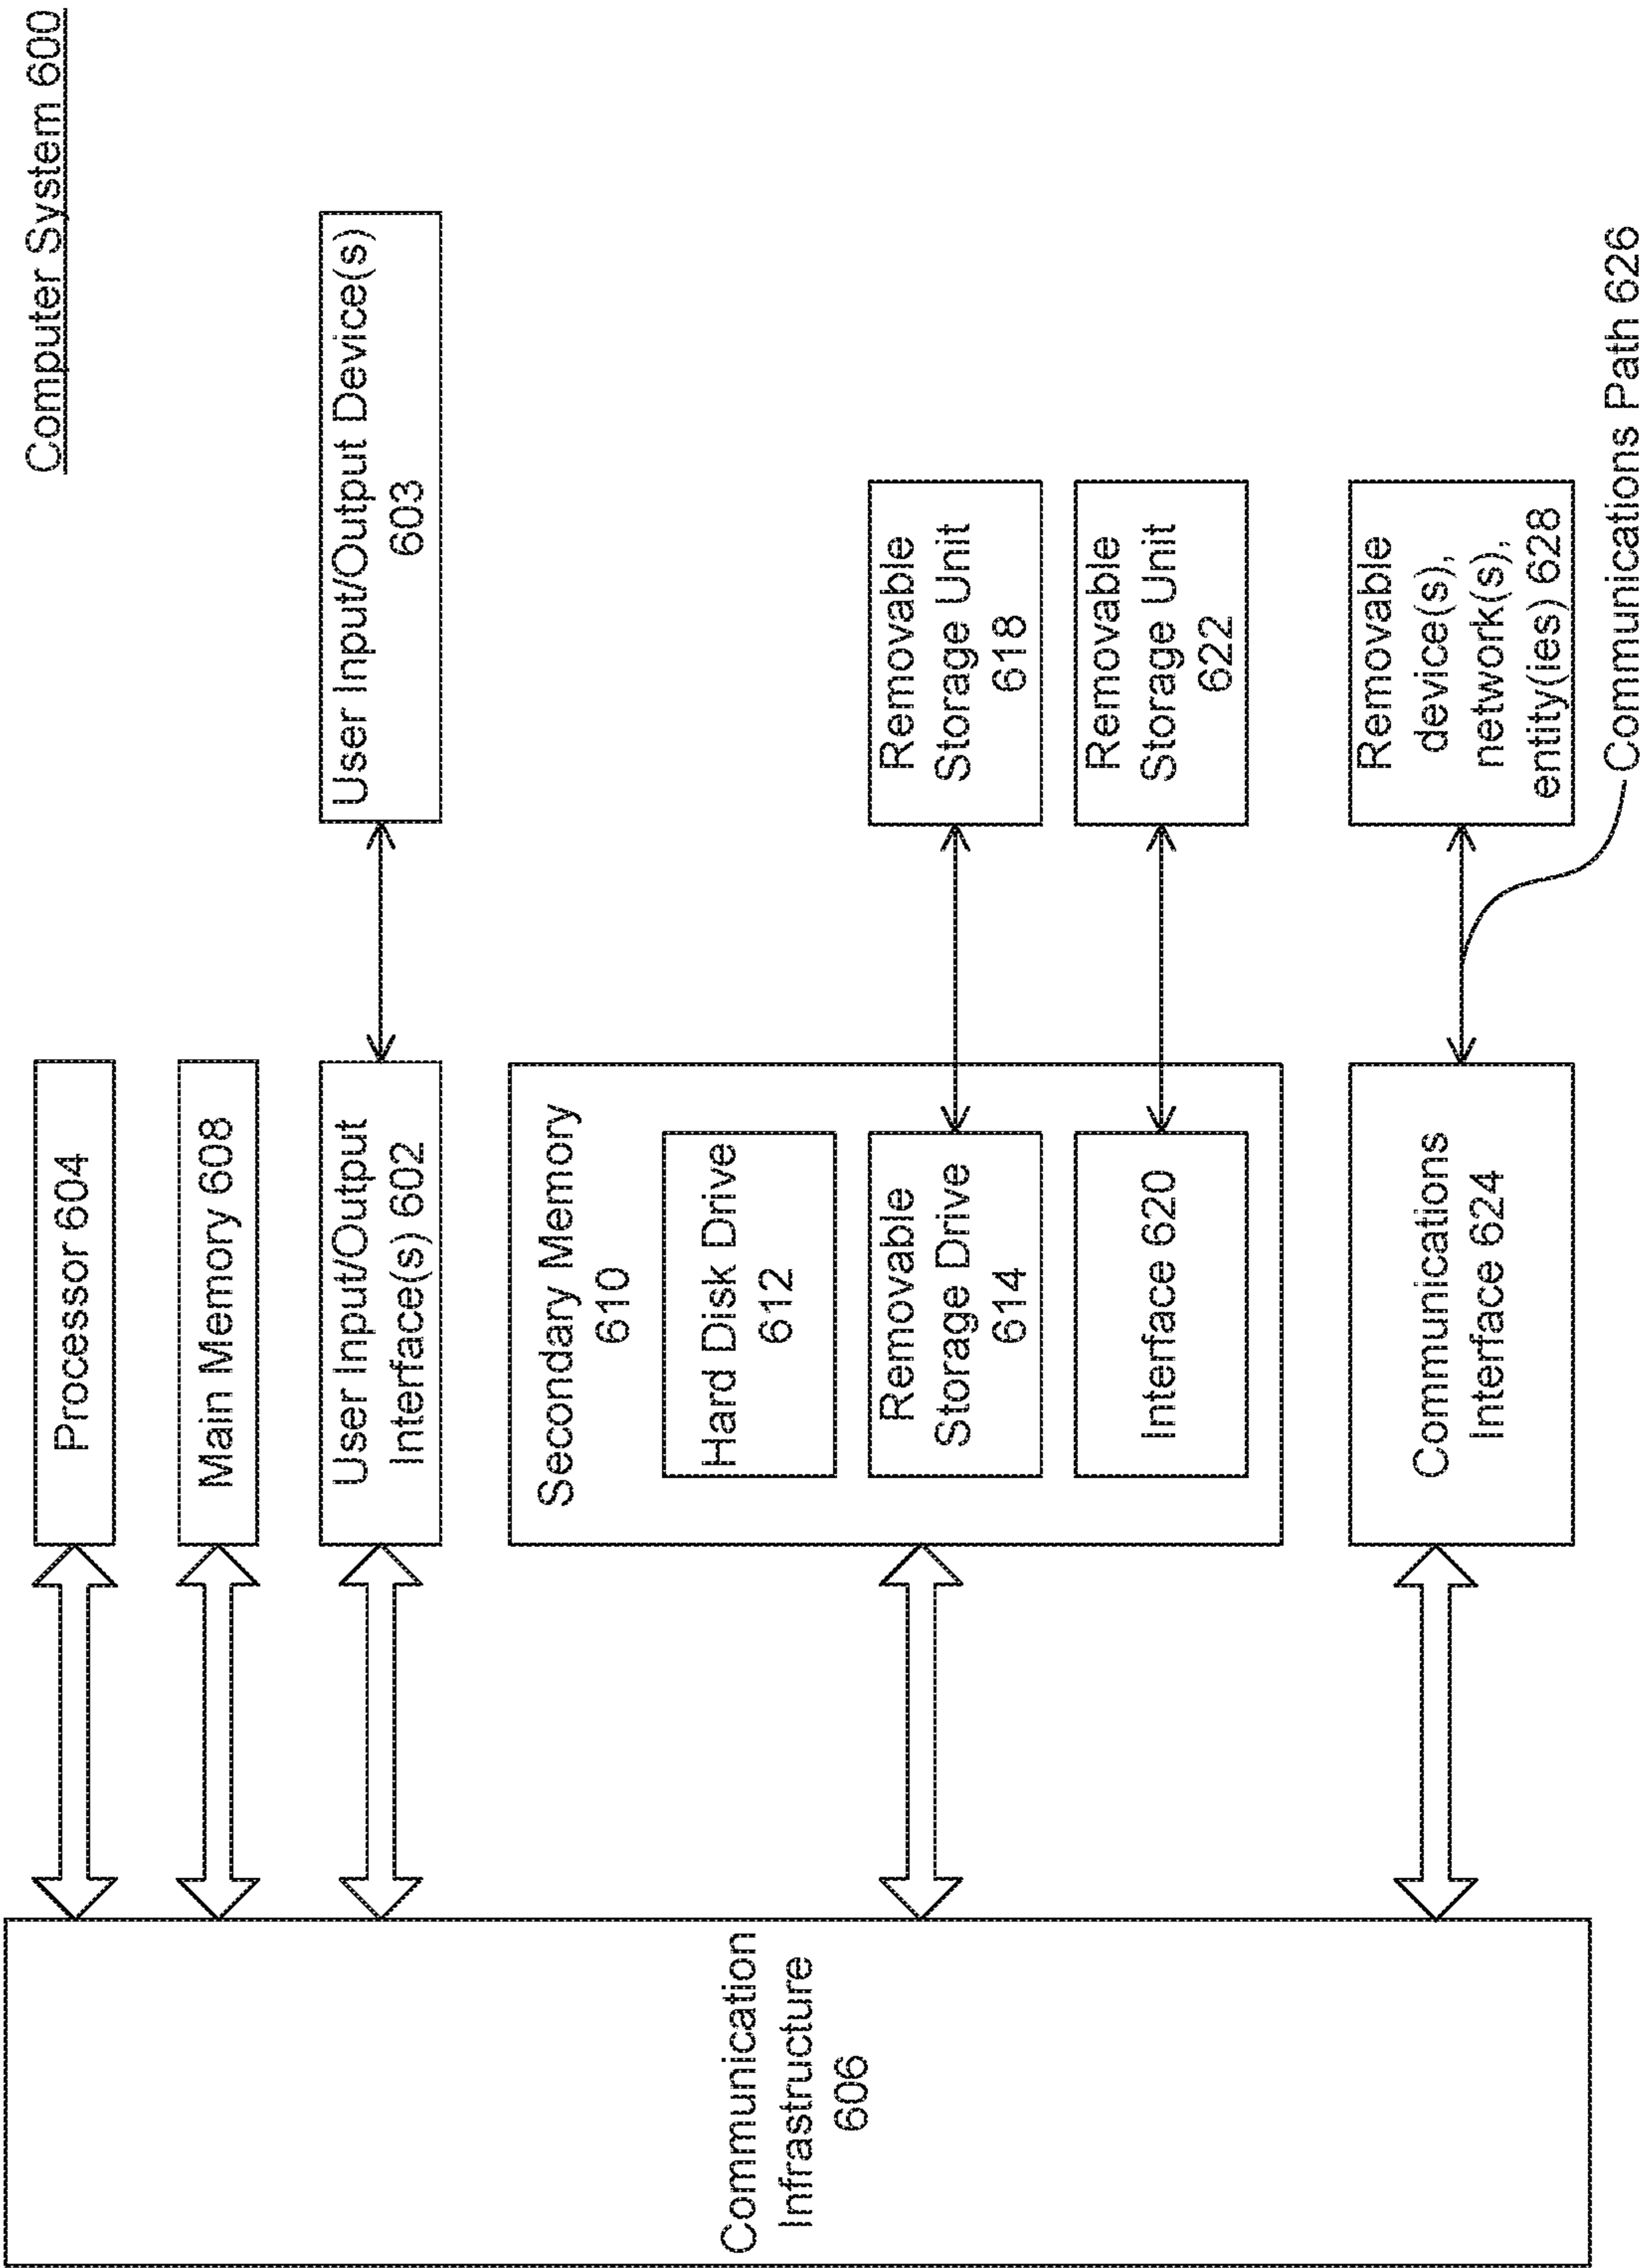 Computer System 600
Processor 604
Main Memory 608
User Input/Output
Interface(s) 602
User Input/Output Device(s)
603
Communication
Infrastructure
606
Secondary Memory
610
Hard Disk Drive
612
Removable
Storage Drive
614
Removable
Storage Unit
618
Interface 620
Removable
Storage Unit
622
Communications
Interface 624
Removable
device(s),
network(s),
entity(ies) 628
Communications Path 626